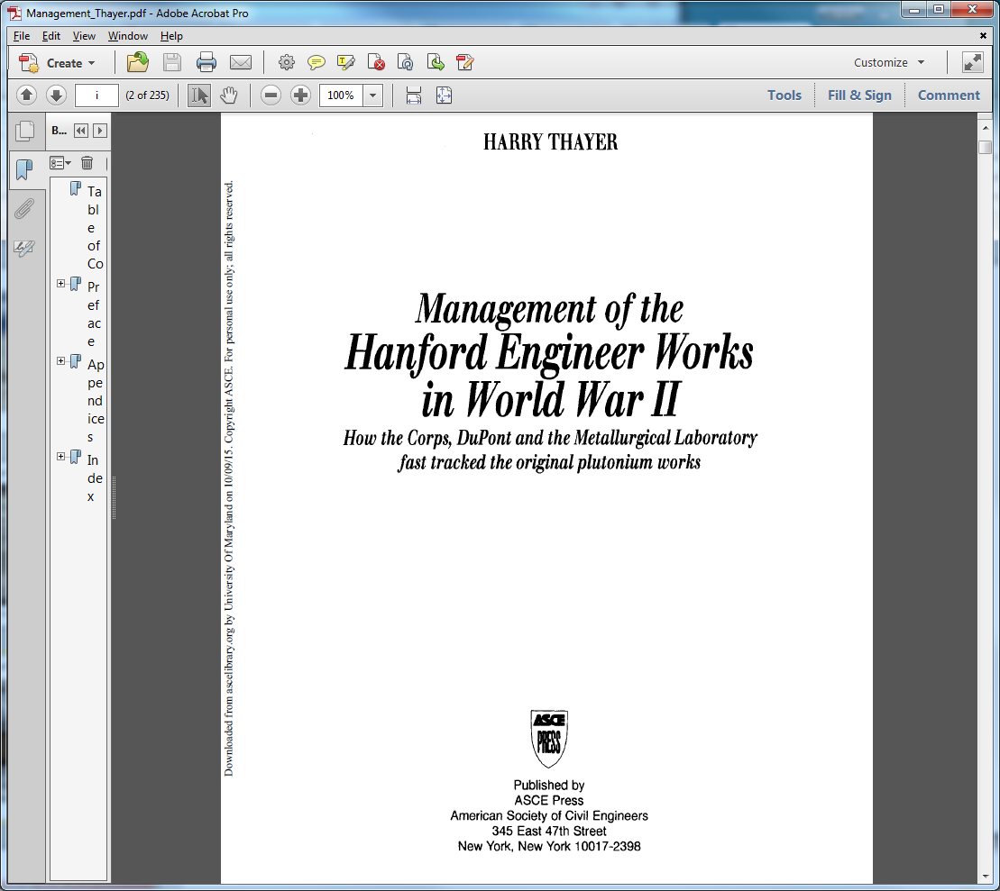 Management_Thayer.pdf - Adobe Acrobat Pro
File Edit View Window Help
Create
Customize
i (2 of 235) 100% Tools Fill & Sign Comment
B...
Ta
bl
e
of
Co
Pr
ef
ac
e
Ap
pe
nd
ice
s
In
de
x
Downloaded from ascelibrary.org by University Of Maryland on 10/09/15. Copyright ASCE. For personal use only; all rights reserved.
HARRY THAYER
Management of the
Hanford Engineer Works
in World War II
How the Corps, DuPont and the Metallurgical Laboratory
fast tracked the original plutonium works
ASCE
PRESS
Published by
ASCE Press
American Society of Civil Engineers
345 East 47th Street
New York, New York 10017-2398